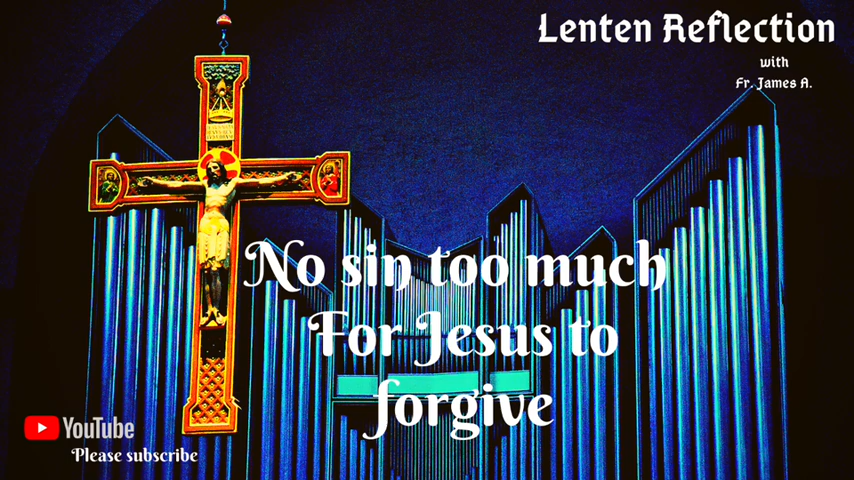 Lenten Reflection
with
Fr. James A.
No sin too much
For Jesus to
forgive
YouTube
Please subscribe